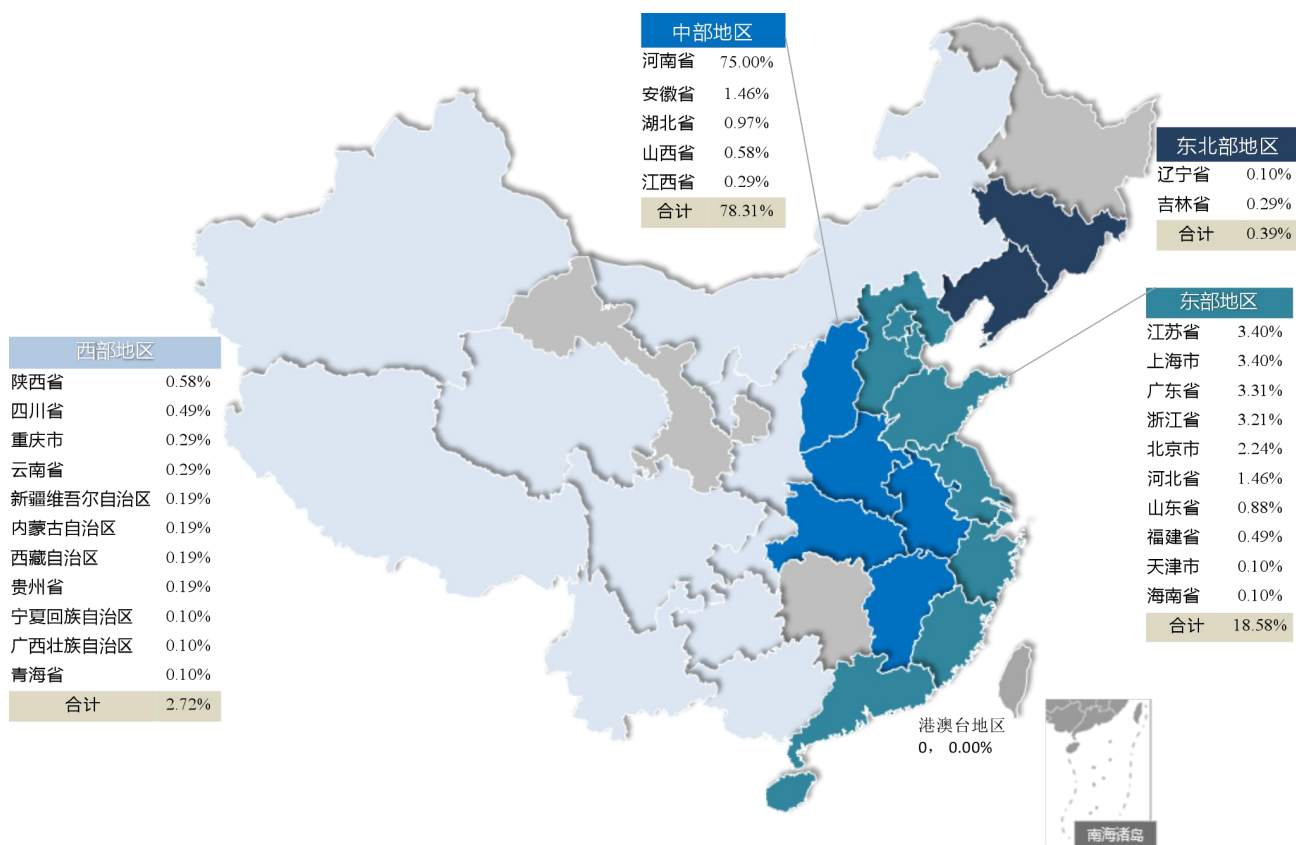 中部地区
河南省 75.00%
安徽省 1.46%
湖北省 0.97%
山西省 0.58%
江西省 0.29%
合计 78.31%
东北部地区
辽宁省 0.10%
吉林省 0.29%
合计 0.39%
东部地区
江苏省 3.40%
上海市 3.40%
广东省 3.31%
浙江省 3.21%
北京市 2.24%
河北省 1.46%
山东省 0.88%
福建省 0.49%
天津市 0.10%
海南省 0.10%
合计 18.58%
西部地区
陕西省 0.58%
四川省 0.49%
重庆市 0.29%
云南省 0.29%
新疆维吾尔自治区 0.19%
内蒙古自治区 0.19%
西藏自治区 0.19%
贵州省 0.19%
宁夏回族自治区 0.10%
广西壮族自治区 0.10%
青海省 0.10%
合计 2.72%
港澳台地区
0， 0.00%
南海诸岛